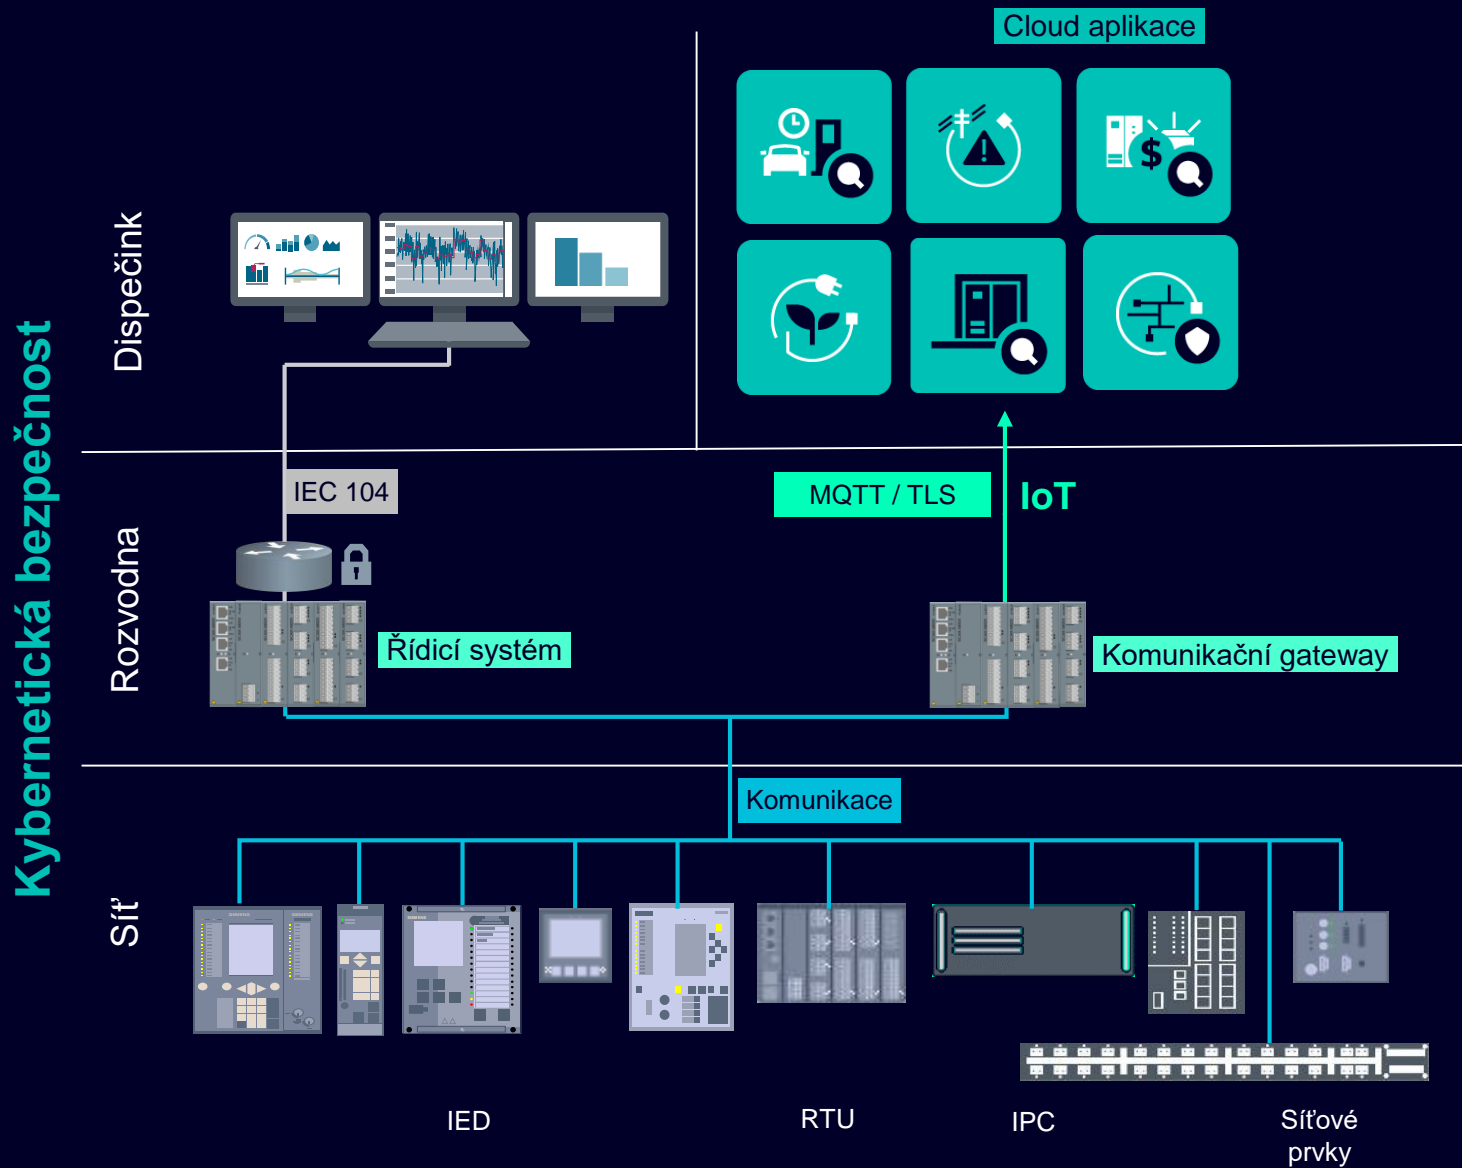 Cloud aplikace
Dispečink
Kybernetická bezpečnost
IEC 104
MQTT / TLS
IoT
Rozvodna
Řídicí systém
Komunikační gateway
Komunikace
Síť
IED
RTU
IPC
Síťové
prvky